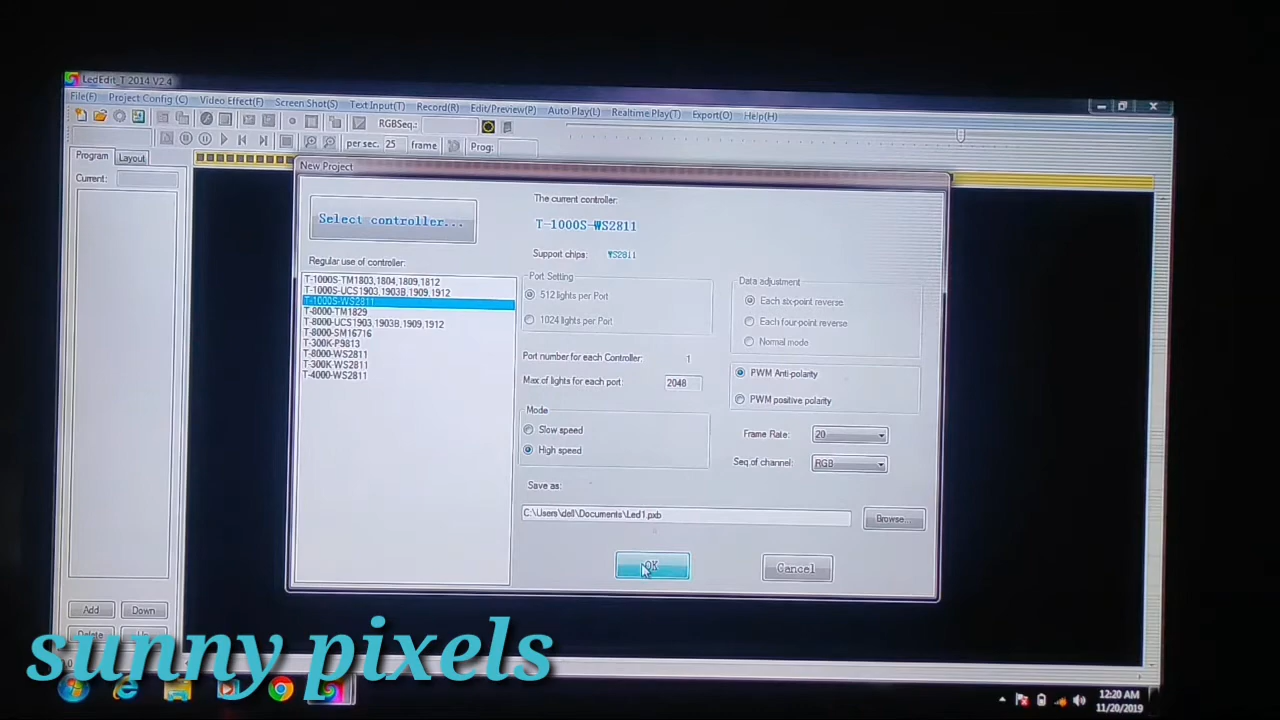 LedEdit_T 2014 V2.4
File(F) Project Config (C) Video Effect(F) Screen Shot(S) Text Input(T) Record(R) Edit/Preview(P) Auto Play(L) Realtime Play(T) Export(O) Help(H)
RGBSeq.:
per sec. 25 frame Prog:
Program Layout
Current:
New Project
Select controller...
The current controller:
T-1000S-WS2811
Support chips: WS2811
Regular use of controller:
T-1000S-TM1803,1804,1809,1812
T-1000S-UCS1903,1903B,1909,1912
T-1000S-WS2811
T-8000-TM1829
T-8000-UCS1903,1903B,1909,1912
T-8000-SM16716
T-300K-P9813
T-8000-WS2811
T-300K-WS2811
T-4000-WS2811
Port Setting
512 lights per Port
1024 lights per Port
Port number for each Controller: 1
Max of lights for each port: 2048
Mode
Slow speed
High speed
Data adjustment
Each six-point reverse
Each four-point reverse
Normal mode
PWM Anti-polarity
PWM positive polarity
Frame Rate: 20
Seq.of channel: RGB
Save as:
C:\Users\dell\Documents\Led1.pxb
Browse...
OK
Cancel
Add Down
Delete Up
sunny pixels
12:20 AM
11/20/2019